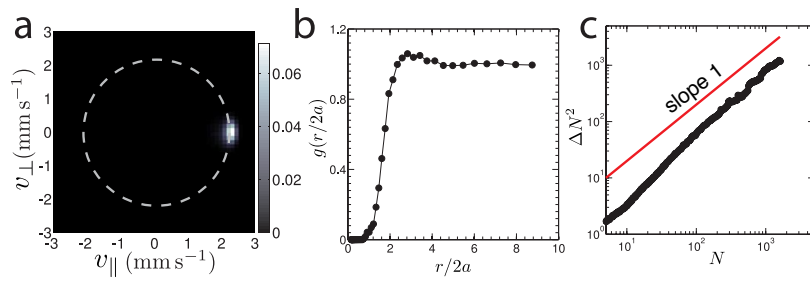 a
3
2
1
0
-1
-2
-3
v⊥(mm s⁻¹)
-3 -2 -1 0 1 2 3
v∥ (mm s⁻¹)
0.06
0.04
0.02
0
b
1.2
0.8
0.4
0
g(r/2a)
0 2 4 6 8 10
r/2a
c
10³
10²
10¹
10⁰
ΔN²
slope 1
10¹ 10² 10³
N